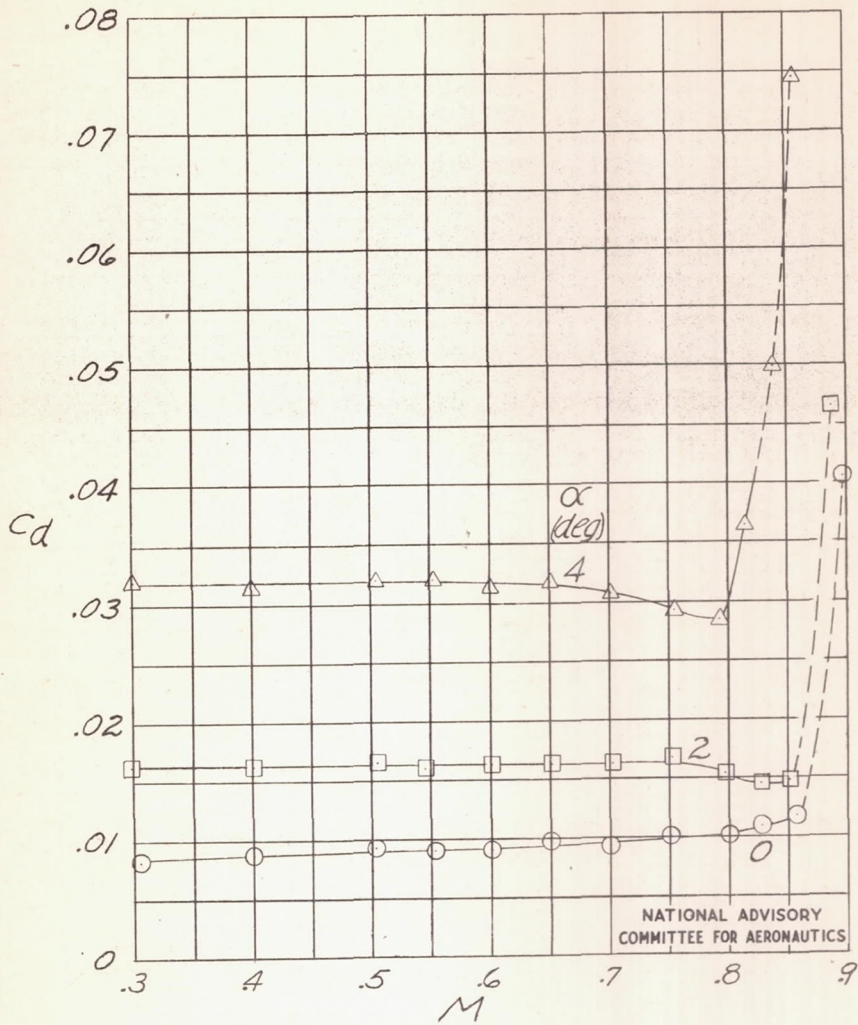 .08
.07
.06
.05
.04
.03
.02
.01
0
Cd
α
(deg)
4
2
0
NATIONAL ADVISORY
COMMITTEE FOR AERONAUTICS
.3 .4 .5 .6 .7 .8 .9
M